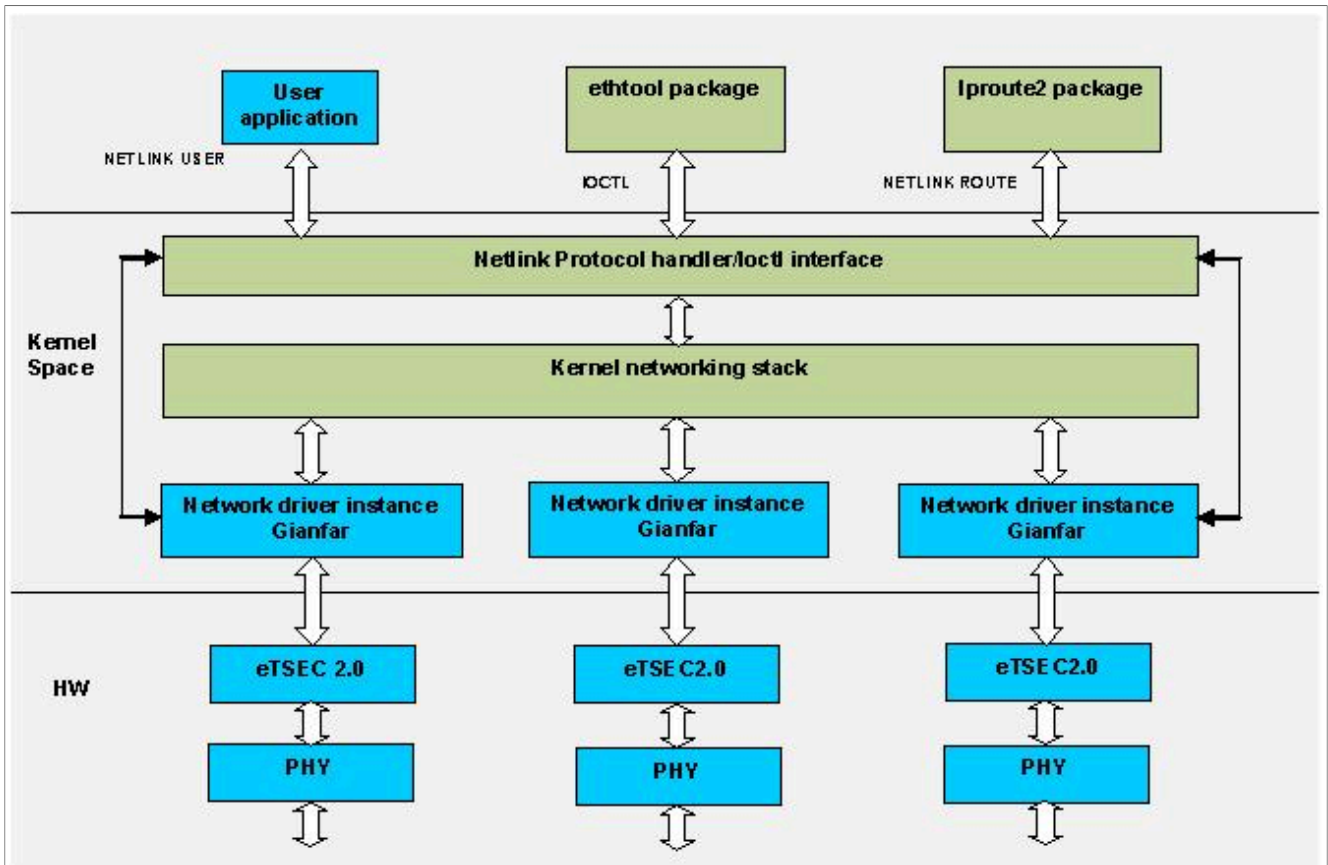 User
application
ethtool package
Iproute2 package
NETLINK USER
IOCTL
NETLINK ROUTE
Netlink Protocol handler/Ioctl interface
Kernel
Space
Kernel networking stack
Network driver instance
Gianfar
Network driver instance
Gianfar
Network driver instance
Gianfar
HW
eTSEC 2.0
eTSEC2.0
eTSEC2.0
PHY
PHY
PHY